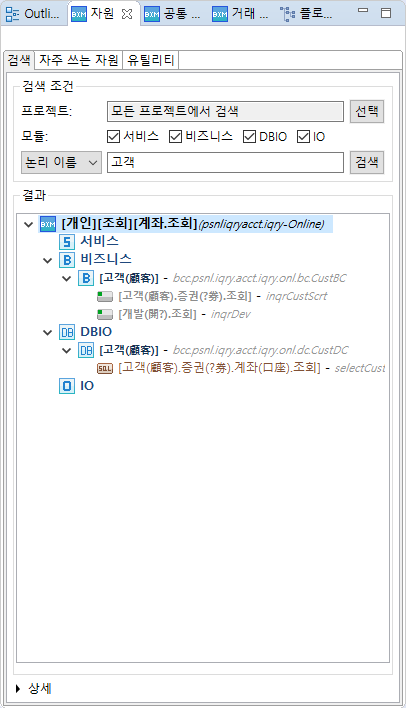 Outli... BXM 자원 BXM 공통 ... BXM 거래 ... 플로...
검색 자주 쓰는 자원 유틸리티
검색 조건
프로젝트: 모든 프로젝트에서 검색 선택
모듈: 서비스 비즈니스 DBIO IO
논리 이름 고객 검색
결과
BXM [개인][조회][계좌.조회](psnliqryacct.iqry-Online)
S 서비스
B 비즈니스
B [고객(顧客)] - bcc.psnl.iqry.acct.iqry.onl.bc.CustBC
[고객(顧客).증권(?券).조회] - inqrCustScrt
[개발(開?).조회] - inqrDev
DB DBIO
DB [고객(顧客)] - bcc.psnl.iqry.acct.iqry.onl.dc.CustDC
SQL [고객(顧客).증권(?券).계좌(口座).조회] - selectCust
IO
상세